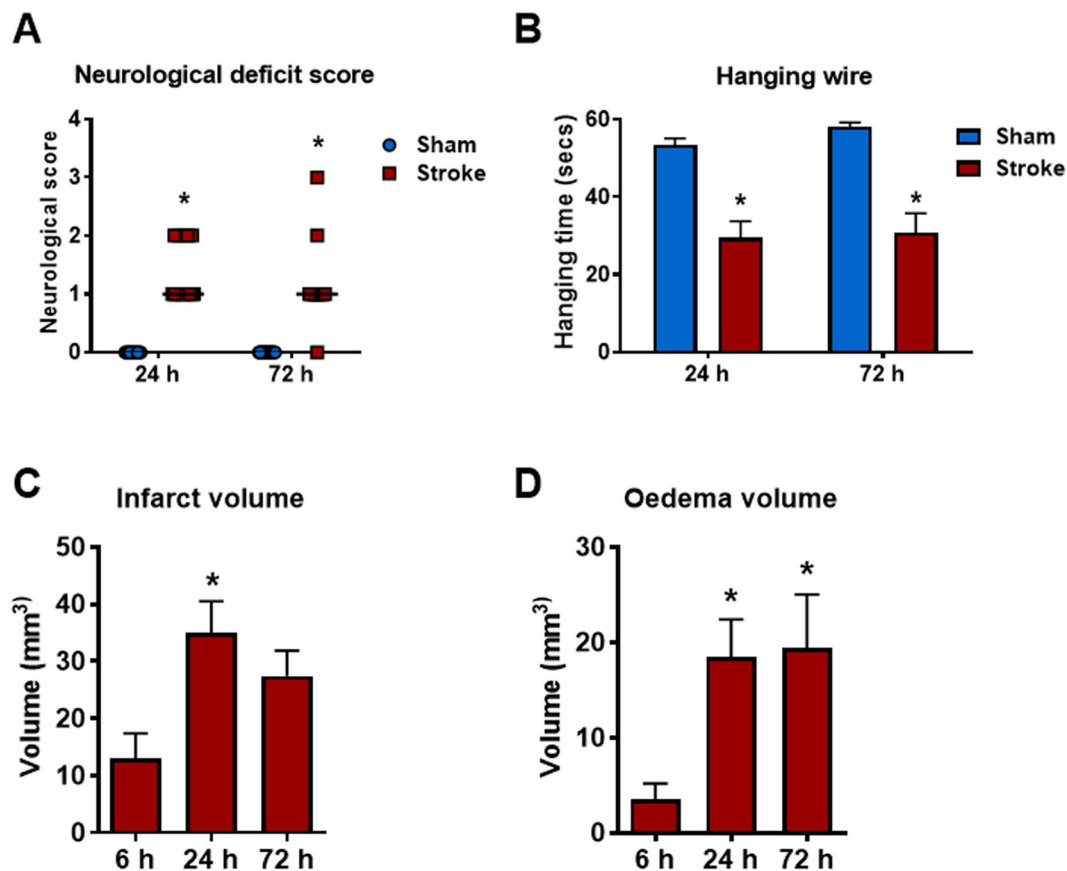 A
Neurological deficit score
Neurological score
4
3
2
1
0
*
*
24 h
72 h
Sham
Stroke
B
Hanging wire
Hanging time (secs)
60
40
20
0
*
*
24 h
72 h
Sham
Stroke
C
Infarct volume
Volume (mm³)
50
40
30
20
10
0
*
6 h
24 h
72 h
D
Oedema volume
Volume (mm³)
30
20
10
0
*
*
6 h
24 h
72 h